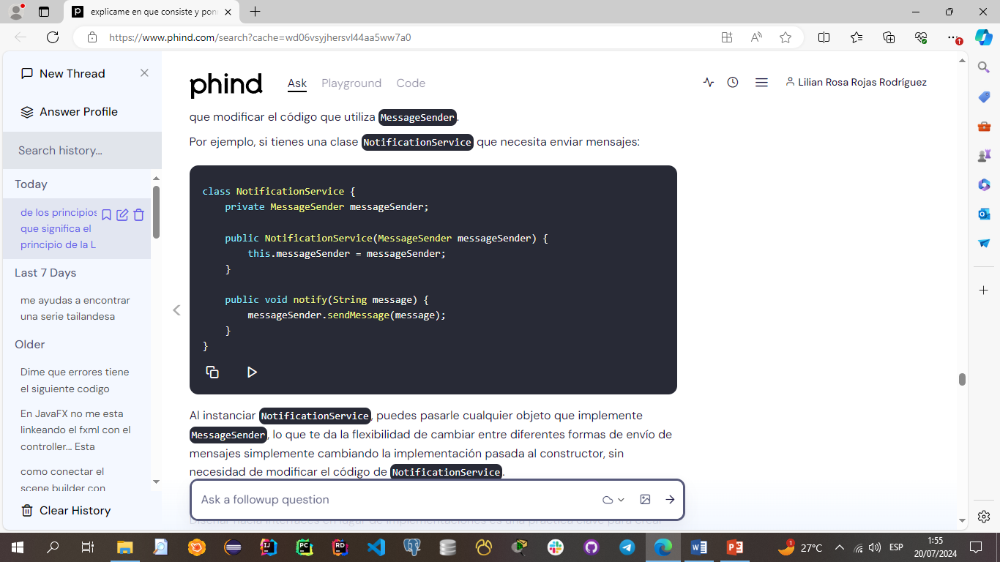 explicame en que consiste y pon
https://www.phind.com/search?cache=wd06vsyjhersvl44aa5ww7a0
New Thread
Answer Profile
Search history...
Today
de los principios
que significa el
principio de la L
Last 7 Days
me ayudas a encontrar
una serie tailandesa
Older
Dime que errores tiene
el siguiente codigo
En JavaFX no me esta
linkeando el fxml con el
controller... Esta
como conectar el
scene builder con
Clear History
phind
Ask Playground Code
Lilian Rosa Rojas Rodríguez
que modificar el código que utiliza MessageSender.
Por ejemplo, si tienes una clase NotificationService que necesita enviar mensajes:
class NotificationService {
    private MessageSender messageSender;
    public NotificationService(MessageSender messageSender) {
        this.messageSender = messageSender;
    }
    public void notify(String message) {
        messageSender.sendMessage(message);
    }
}
Al instanciar NotificationService, puedes pasarle cualquier objeto que implemente
MessageSender, lo que te da la flexibilidad de cambiar entre diferentes formas de envío de
mensajes simplemente cambiando la implementación pasada al constructor, sin
necesidad de modificar el código de NotificationService.
Ask a followup question
Diseñar hacia interfaces en lugar de implementaciones es una práctica clave para crear
1
27°C
ESP
1:55
20/07/2024